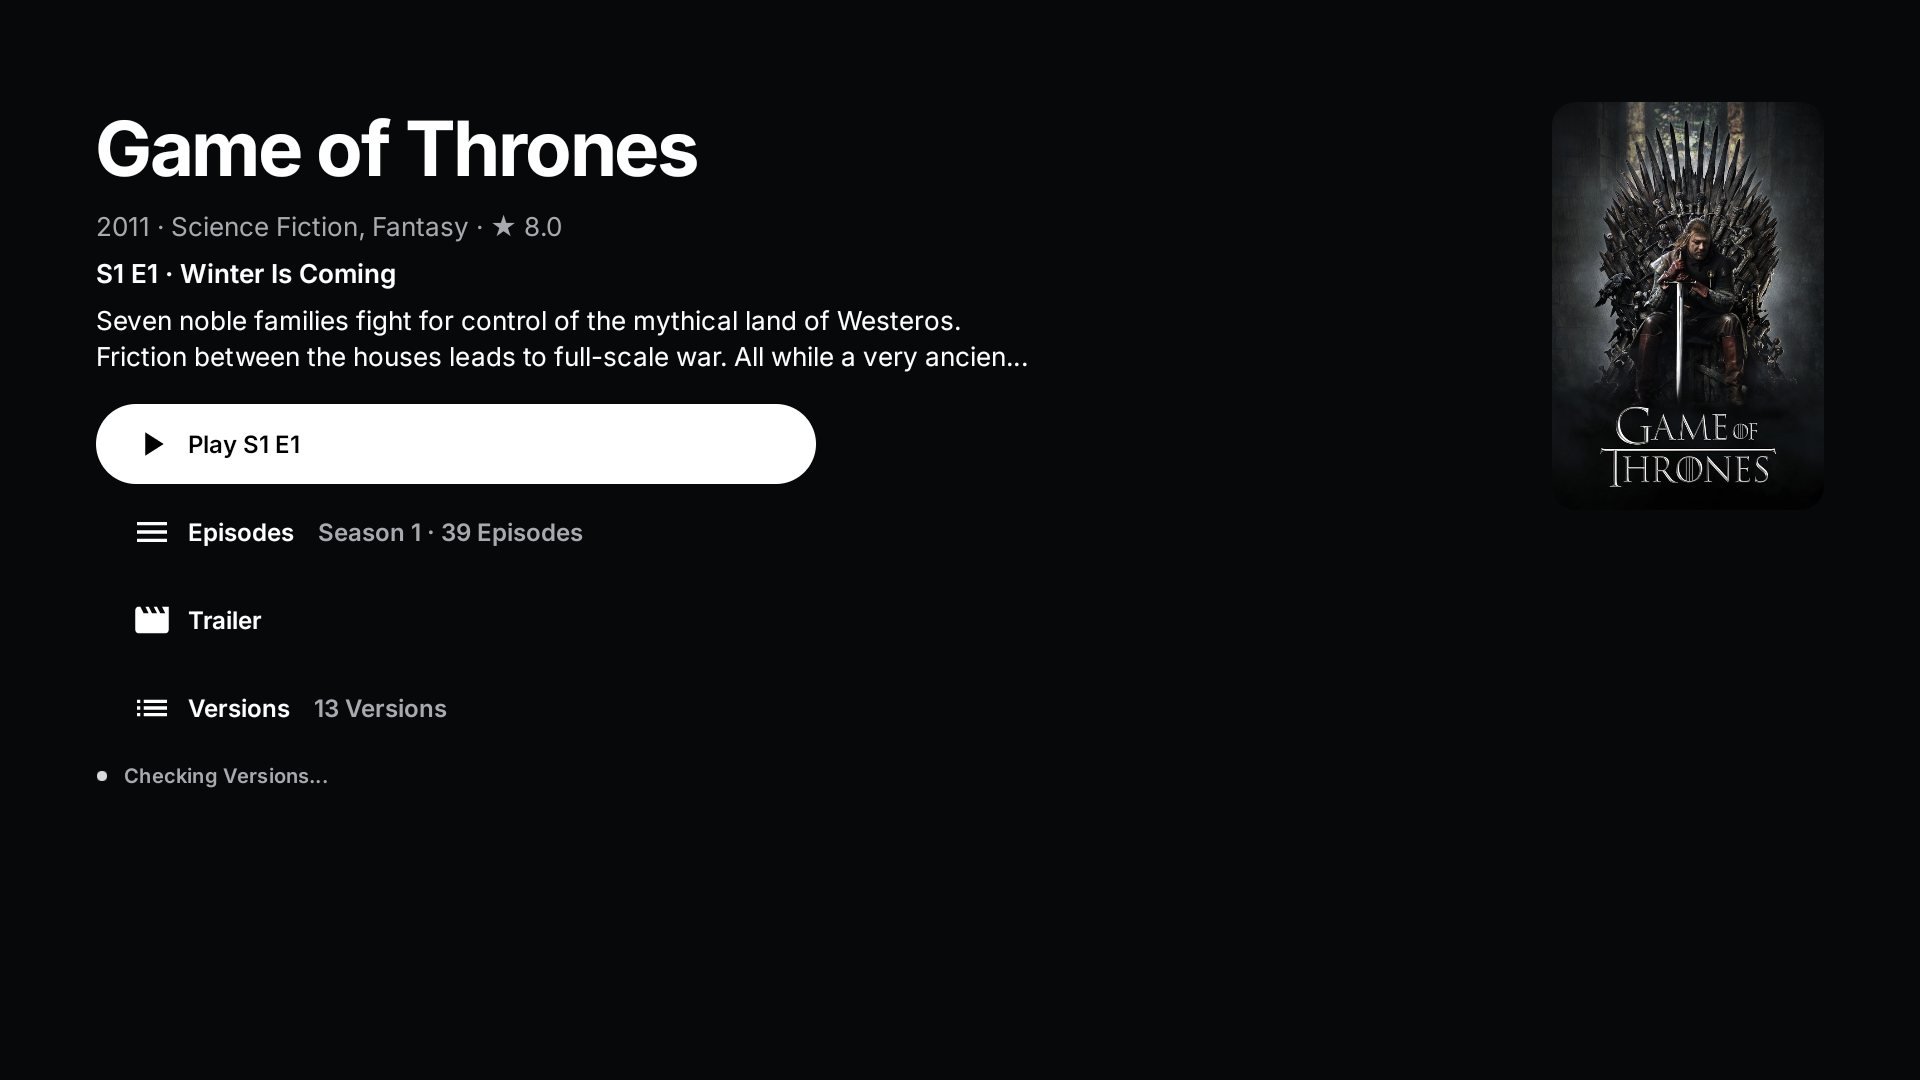 Game of Thrones
2011 · Science Fiction, Fantasy · ★ 8.0
S1 E1 · Winter Is Coming
Seven noble families fight for control of the mythical land of Westeros.
Friction between the houses leads to full-scale war. All while a very ancien...
Play S1 E1
Episodes Season 1 · 39 Episodes
Trailer
Versions 13 Versions
Checking Versions...
GAME OF
THRONES